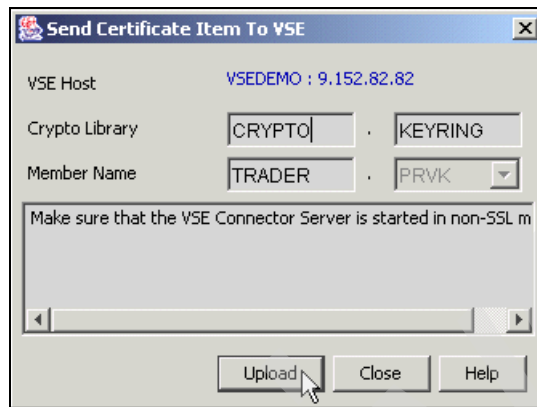 Send Certificate Item To VSE
VSE Host VSEDEMO : 9.152.82.82
Crypto Library CRYPTO . KEYRING
Member Name TRADER . PRVK
Make sure that the VSE Connector Server is started in non-SSL m
Upload Close Help